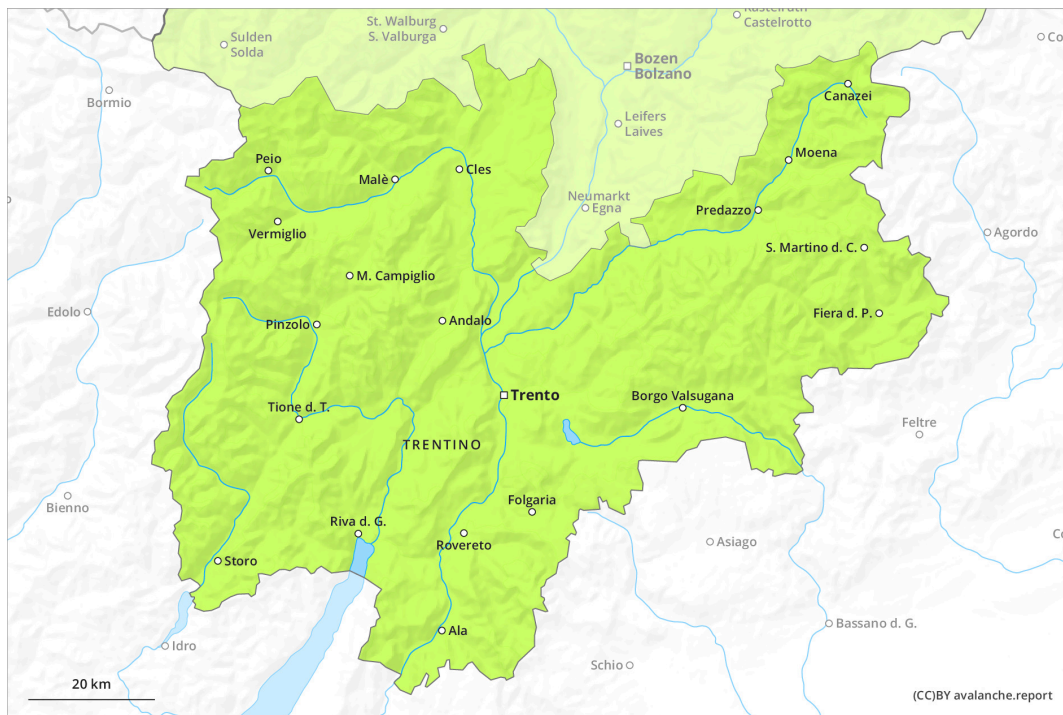 Kastelruth
Castelrotto
St. Walburg
S. Valburga
Sulden
Solda
Bozen
Bolzano
Bormio
Canazei
Leifers
Laives
Moena
Peio
Malè
Cles
Neumarkt
Egna
Predazzo
Vermiglio
Agordo
S. Martino d. C.
M. Campiglio
Edolo
Pinzolo
Andalo
Fiera d. P.
Trento
Borgo Valsugana
Tione d. T.
Feltre
TRENTINO
Bienno
Folgaria
Riva d. G.
Rovereto
Asiago
Storo
Bassano d. G.
Ala
Idro
Schio
20 km
(CC)BY avalanche.report